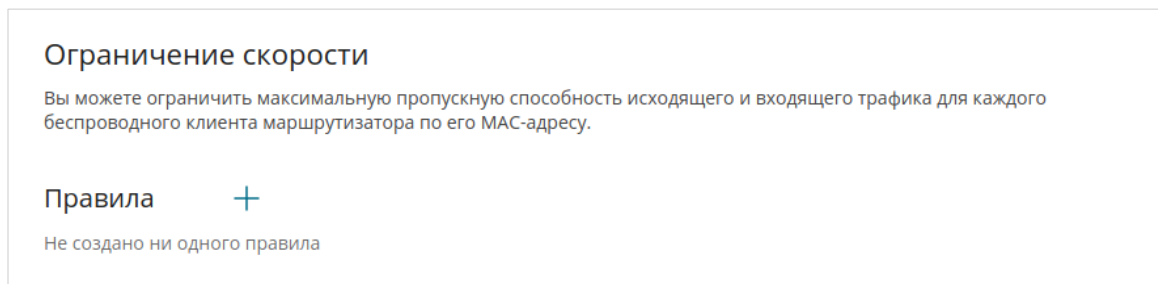 Ограничение скорости
Вы можете ограничить максимальную пропускную способность исходящего и входящего трафика для каждого
беспроводного клиента маршрутизатора по его MAC-адресу.
Правила
Не создано ни одного правила